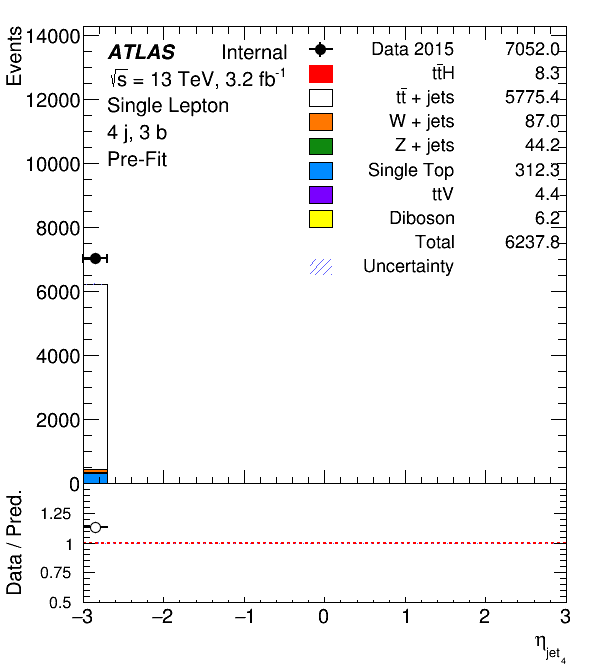 Events
14000
12000
10000
8000
6000
4000
2000
0
ATLAS Internal
√s = 13 TeV, 3.2 fb⁻¹
Single Lepton
4 j, 3 b
Pre-Fit
Data 2015 7052.0
tt̄H 8.3
tt̄ + jets 5775.4
W + jets 87.0
Z + jets 44.2
Single Top 312.3
ttV 4.4
Diboson 6.2
Total 6237.8
Uncertainty
Data / Pred.
1.25
1
0.75
0.5
−3 −2 −1 0 1 2 3
η_jet₄